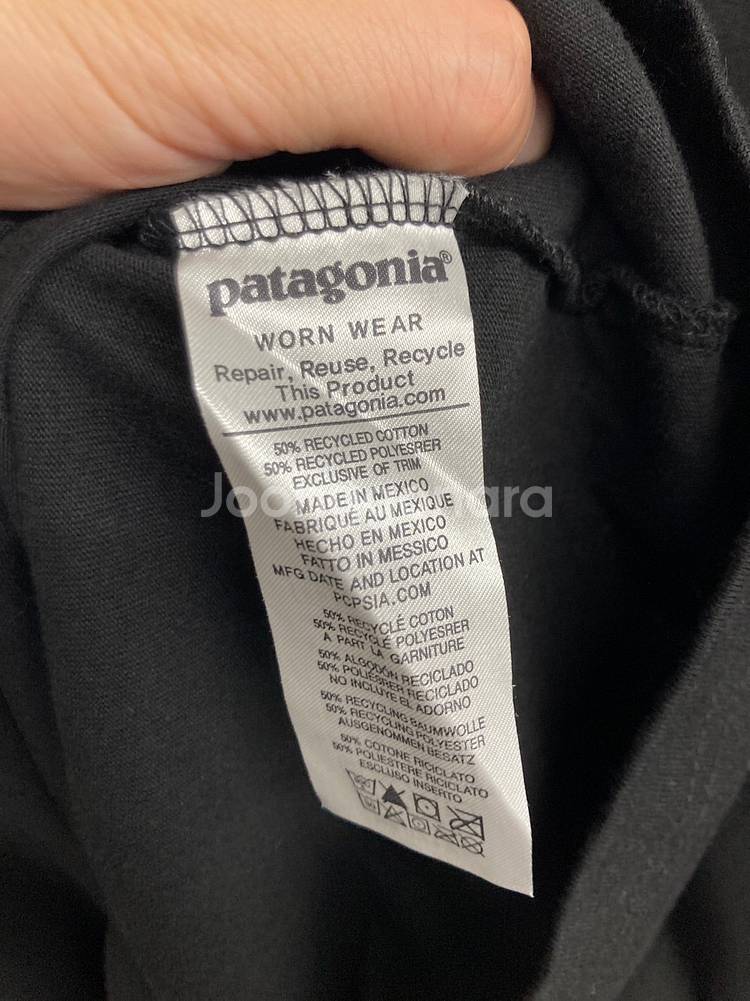 patagonia®
WORN WEAR
Repair, Reuse, Recycle
This Product
www.patagonia.com
50% RECYCLED COTTON
50% RECYCLED POLYESRER
EXCLUSIVE OF TRIM
MADE IN MEXICO
FABRIQUÉ AU MEXIQUE
HECHO EN MEXICO
FATTO IN MESSICO
MFG DATE AND LOCATION AT
PCPSIA.COM
50% RECYCLÉ COTON
50% RECYCLÉ POLYESRER
A PART LA GARNITURE
50% ALGODÓN RECICLADO
50% POLIÉSRER RECICLADO
NO INCLUYE EL ADORNO
50% RECYCLING BAUMWOLLE
50% RECYCLING POLYESTER
AUSGENOMMEN BESATZ
50% COTONE RICICLATO
50% POLIESTERE RICICLATO
ESCLUSO INSERTO